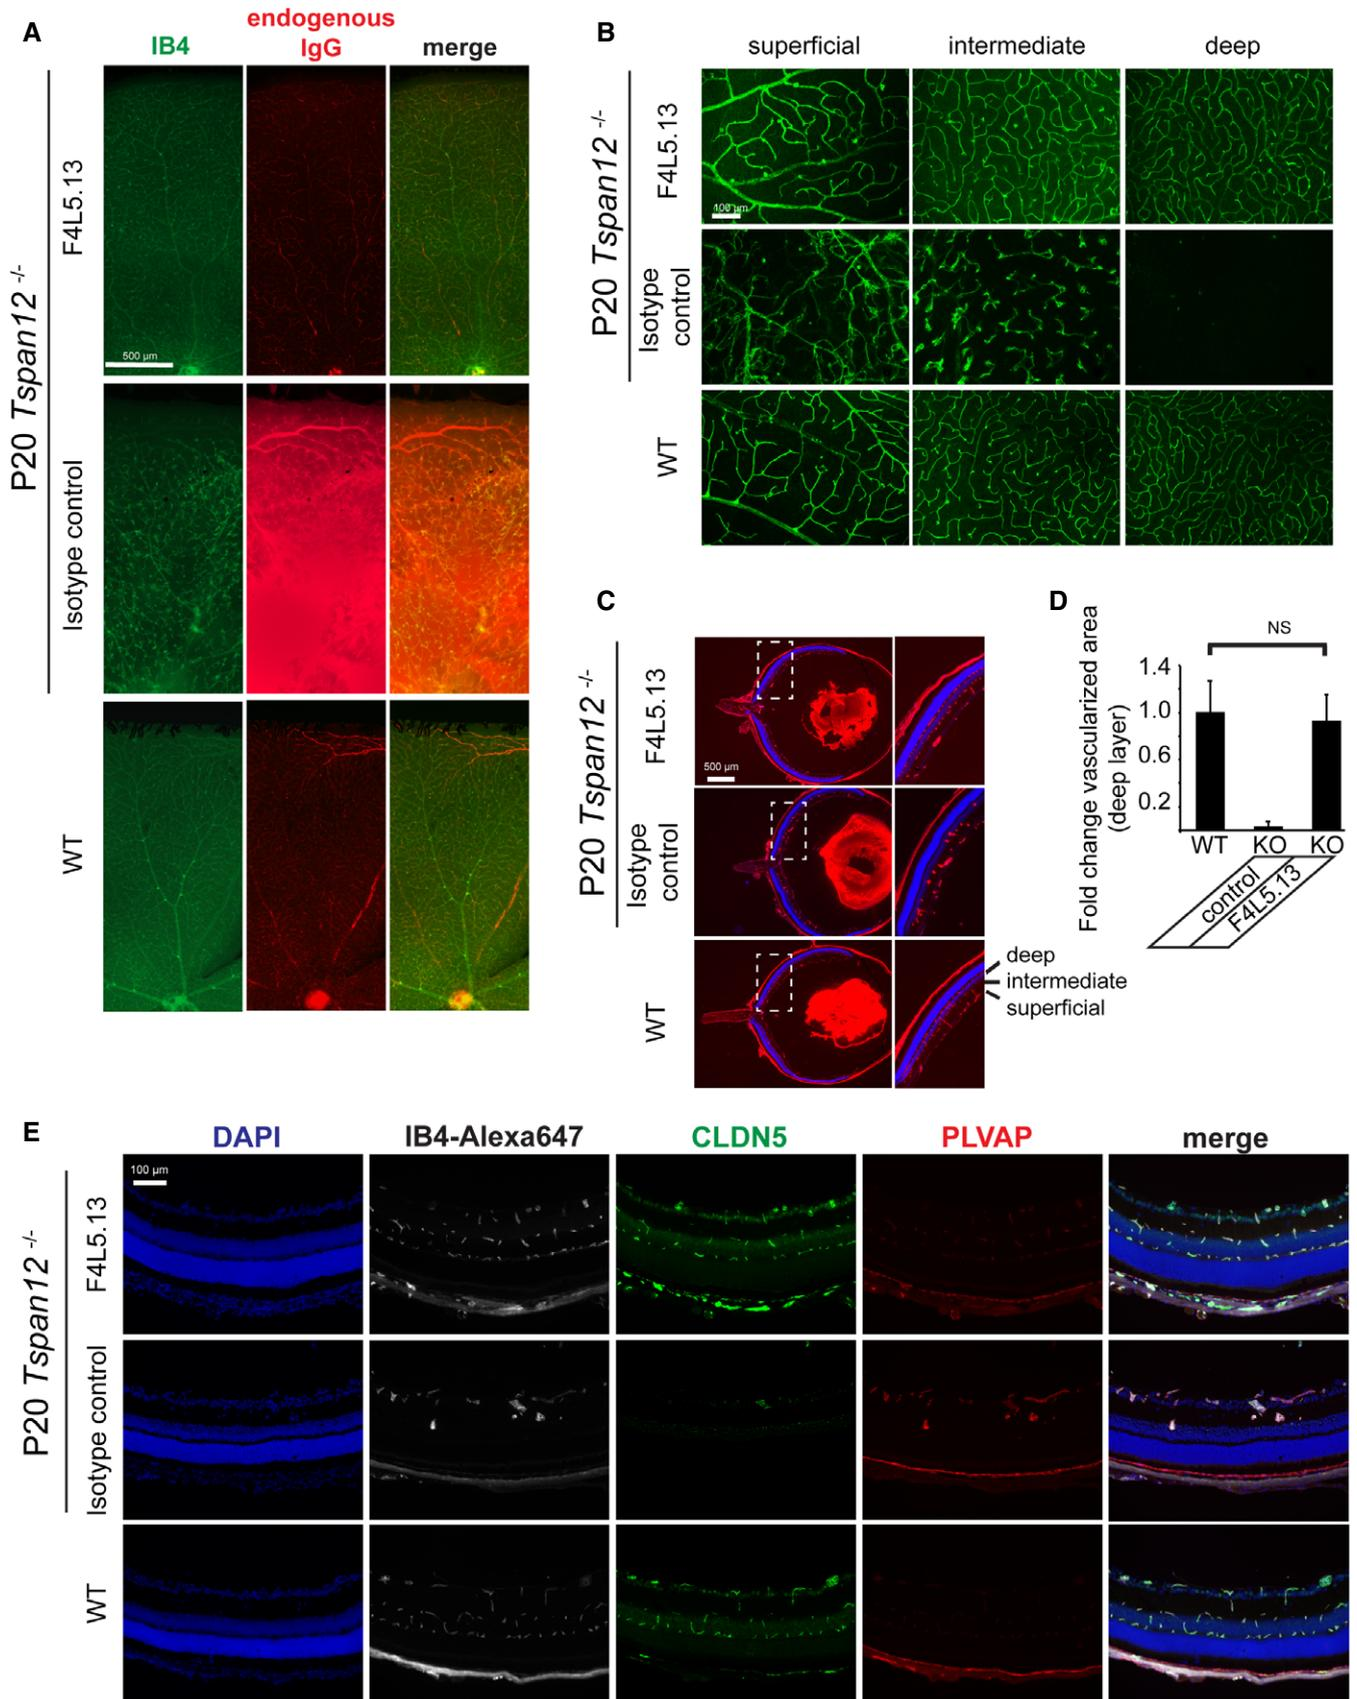 A
IB4
endogenous
IgG
merge
P20 Tspan12 -/-
F4L5.13
500 µm
Isotype control
WT
B
superficial
intermediate
deep
P20 Tspan12 -/-
F4L5.13
100 µm
Isotype
control
WT
C
P20 Tspan12 -/-
F4L5.13
500 µm
Isotype
control
WT
deep
intermediate
superficial
D
Fold change vascularized area
(deep layer)
NS
1.4
1.0
0.6
0.2
WT
KO
KO
control
F4L5.13
E
DAPI
IB4-Alexa647
CLDN5
PLVAP
merge
P20 Tspan12 -/-
F4L5.13
100 µm
Isotype control
WT